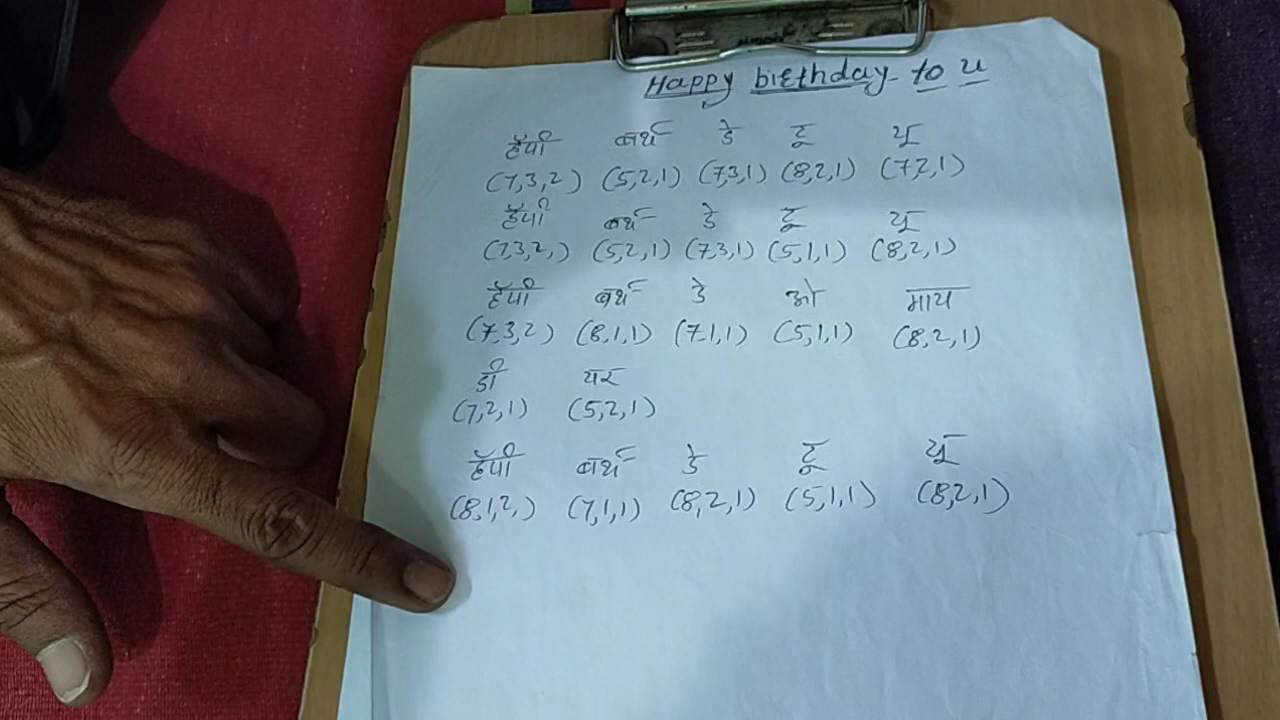 Happy birthday to u
हॅपी बर्थ डे टू यू
(7,3,2) (5,2,1) (7,3,1) (8,2,1) (7,2,1)
हॅपी बर्थ डे टू यू
(7,3,2,) (5,2,1) (7,3,1) (5,1,1) (8,2,1)
हॅपी बर्थ डे ओ माय
(7,3,2) (8,1,1) (7,1,1) (5,1,1) (8,2,1)
डी यर
(7,2,1) (5,2,1)
हॅपी बर्थ डे टू यू
(8,1,2,) (7,1,1) (8,2,1) (5,1,1) (8,2,1)